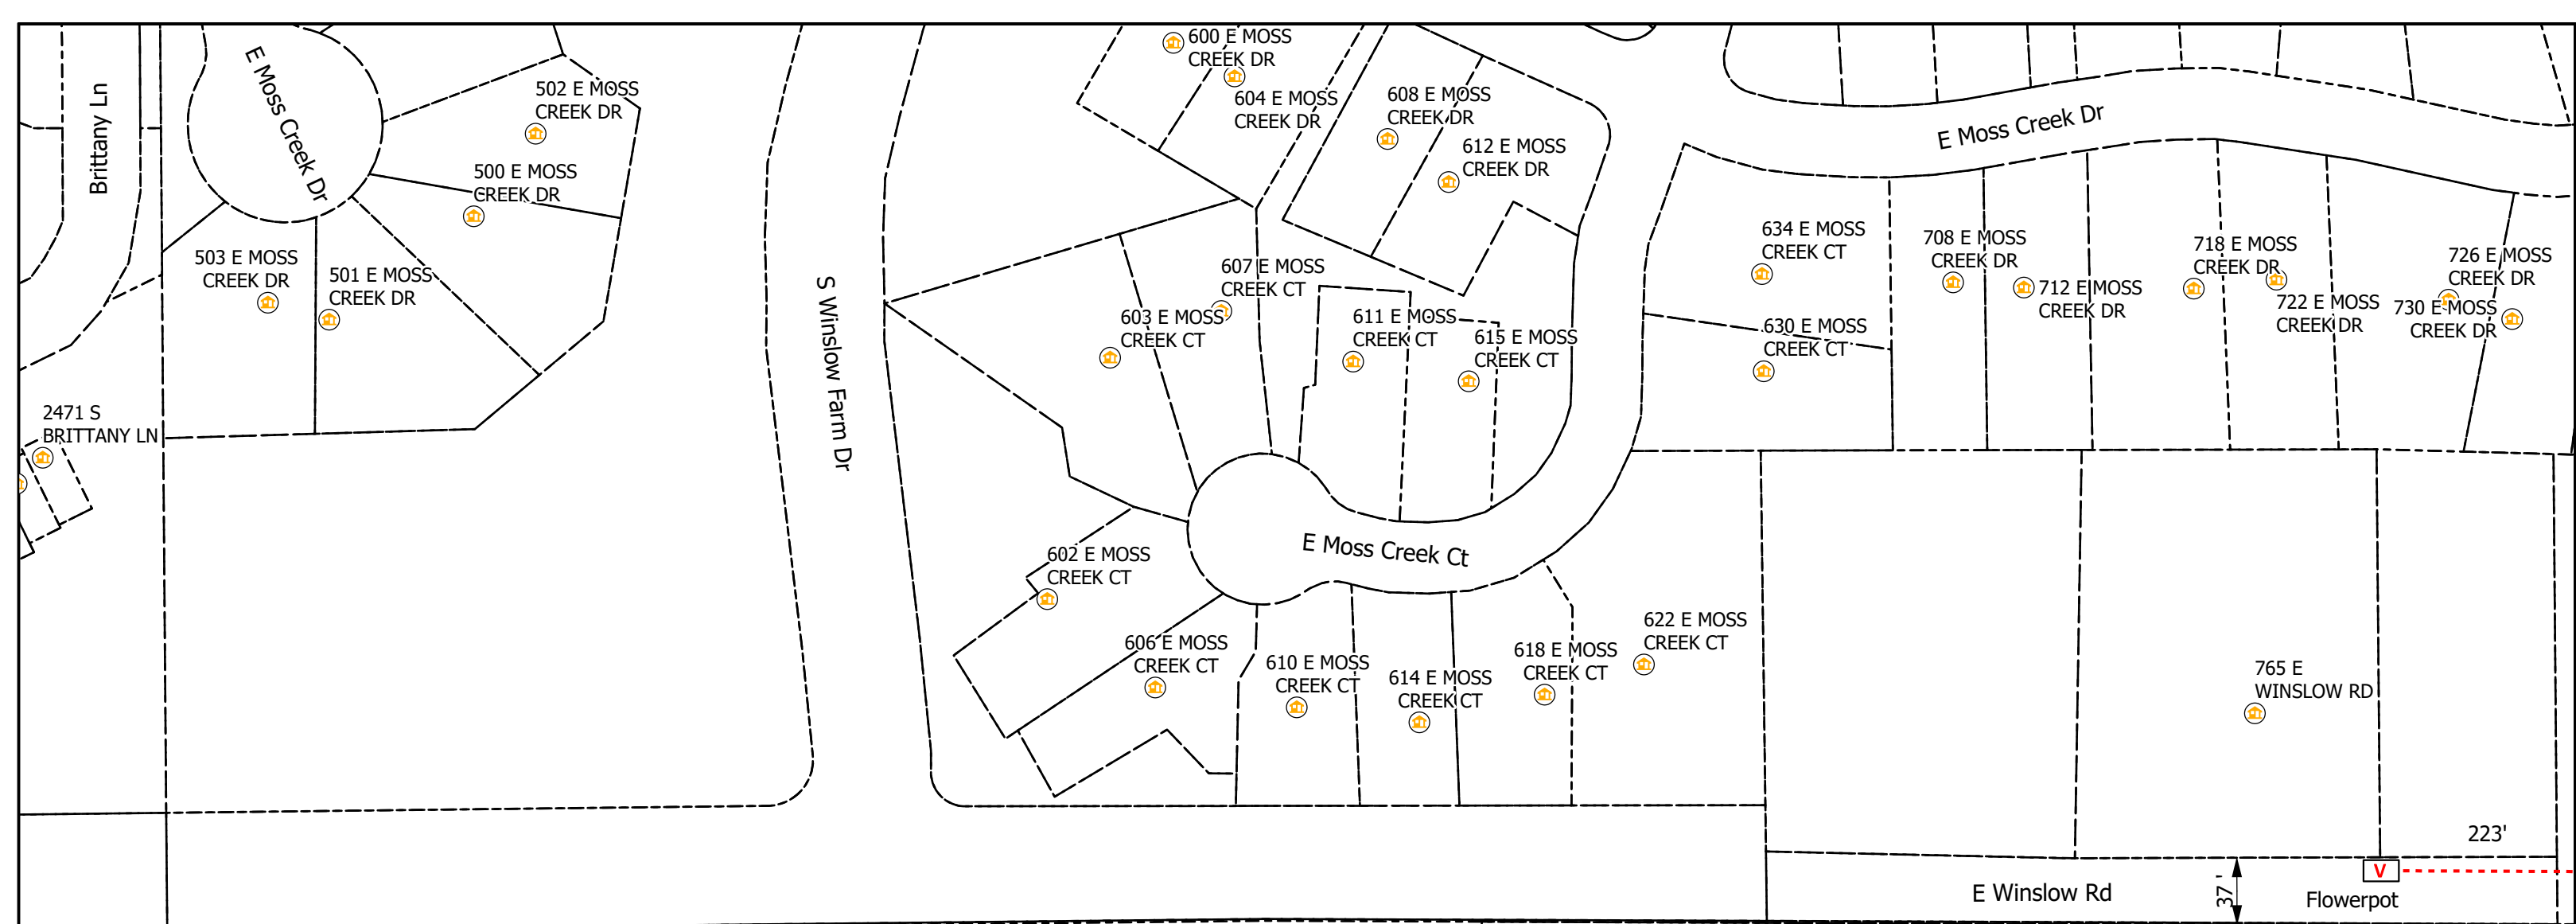 600 E MOSS
CREEK DR
604 E MOSS
CREEK DR
502 E MOSS
CREEK DR
E Moss Creek Dr
Brittany Ln
500 E MOSS
CREEK DR
503 E MOSS
CREEK DR
501 E MOSS
CREEK DR
2471 S
BRITTANY LN
S Winslow Farm Dr
608 E MOSS
CREEK DR
612 E MOSS
CREEK DR
E Moss Creek Dr
607 E MOSS
CREEK CT
603 E MOSS
CREEK CT
611 E MOSS
CREEK CT
615 E MOSS
CREEK CT
634 E MOSS
CREEK CT
630 E MOSS
CREEK CT
708 E MOSS
CREEK DR
712 E MOSS
CREEK DR
718 E MOSS
CREEK DR
722 E MOSS
CREEK DR
726 E MOSS
CREEK DR
730 E MOSS
CREEK DR
E Moss Creek Ct
602 E MOSS
CREEK CT
606 E MOSS
CREEK CT
610 E MOSS
CREEK CT
614 E MOSS
CREEK CT
618 E MOSS
CREEK CT
622 E MOSS
CREEK CT
765 E
WINSLOW RD
223'
V
E Winslow Rd
37 '
Flowerpot